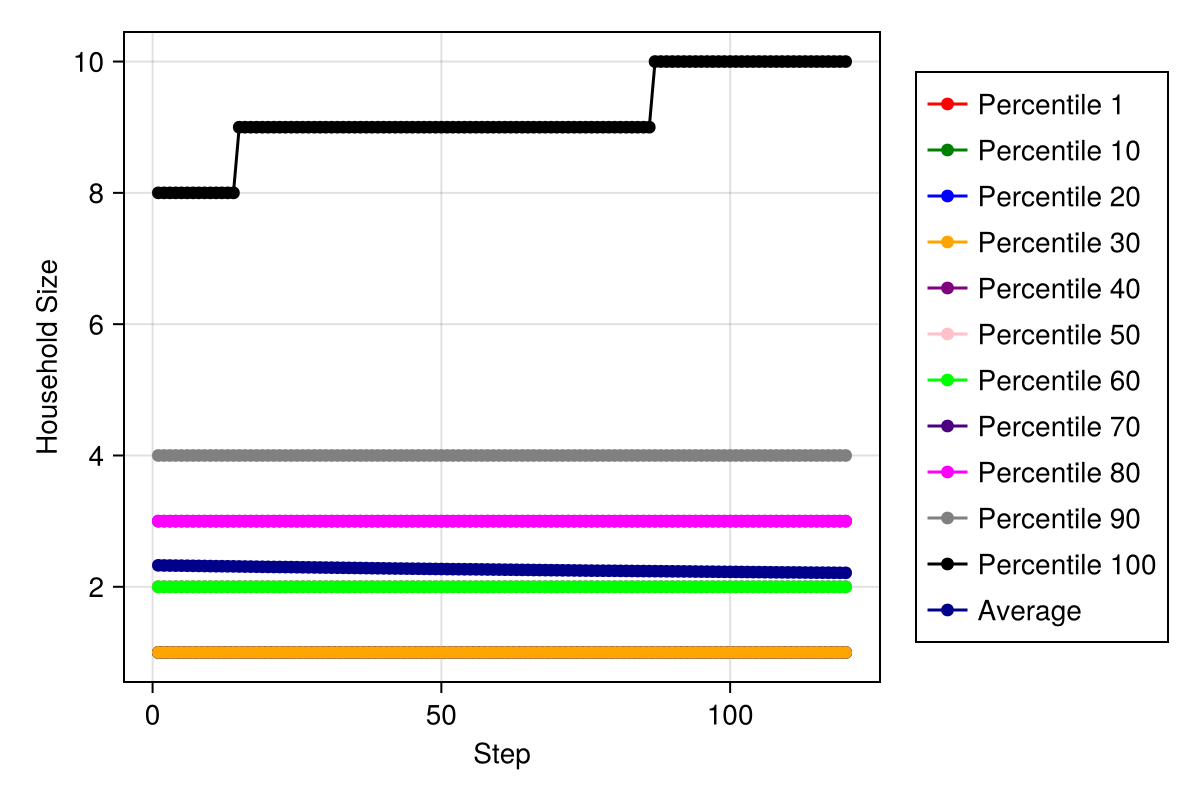 10
8
6
4
2
Household Size
0
50
100
Step
Percentile 1
Percentile 10
Percentile 20
Percentile 30
Percentile 40
Percentile 50
Percentile 60
Percentile 70
Percentile 80
Percentile 90
Percentile 100
Average